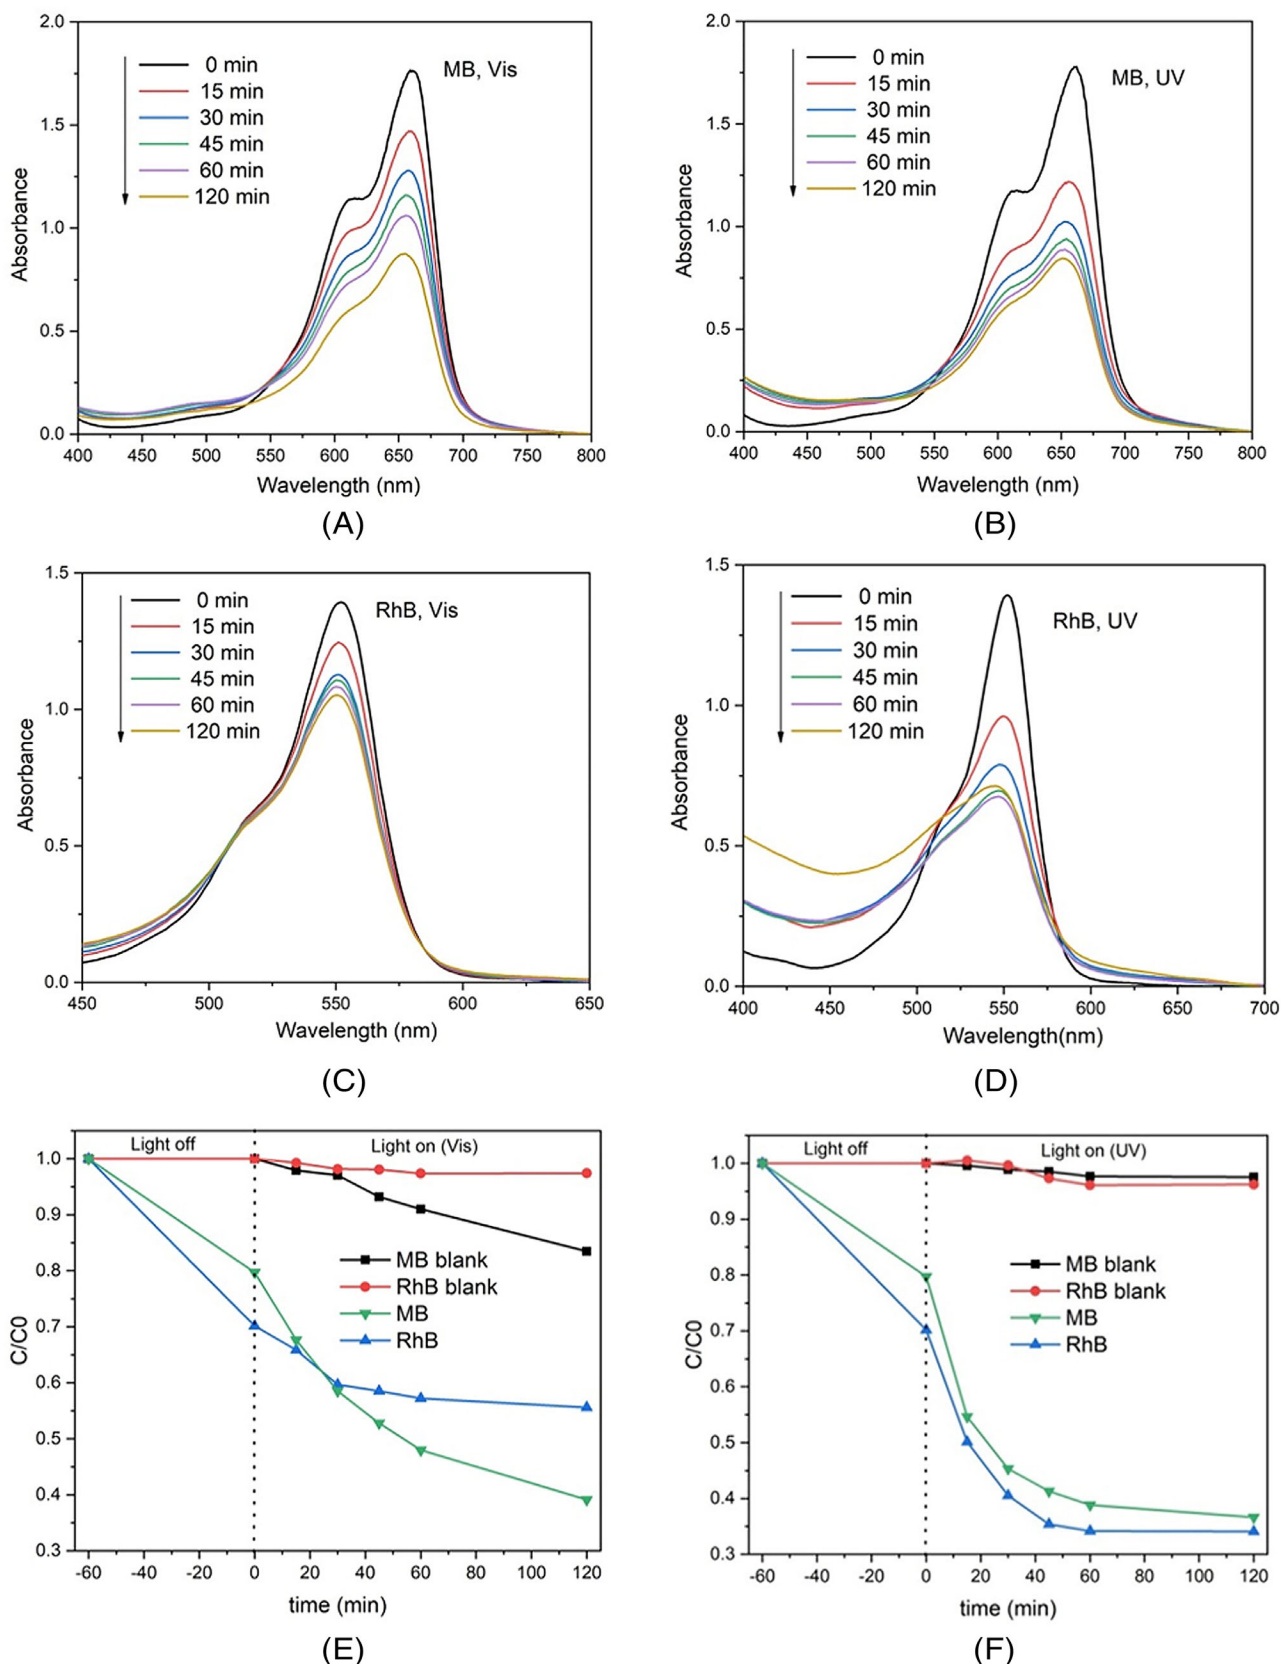 2.0
1.5
1.0
0.5
0.0
Absorbance
0 min
15 min
30 min
45 min
60 min
120 min
MB, Vis
400 450 500 550 600 650 700 750 800
Wavelength (nm)
(A)
2.0
1.5
1.0
0.5
0.0
Absorbance
0 min
15 min
30 min
45 min
60 min
120 min
MB, UV
400 450 500 550 600 650 700 750 800
Wavelength (nm)
(B)
1.5
1.0
0.5
0.0
Absorbance
0 min
15 min
30 min
45 min
60 min
120 min
RhB, Vis
450 500 550 600 650
Wavelength (nm)
(C)
1.5
1.0
0.5
0.0
Absorbance
0 min
15 min
30 min
45 min
60 min
120 min
RhB, UV
400 450 500 550 600 650 700
Wavelength(nm)
(D)
Light off Light on (Vis)
1.0
0.9
0.8
0.7
0.6
0.5
0.4
0.3
C/C0
MB blank
RhB blank
MB
RhB
-60 -40 -20 0 20 40 60 80 100 120
time (min)
(E)
Light off Light on (UV)
1.0
0.9
0.8
0.7
0.6
0.5
0.4
0.3
C/C0
MB blank
RhB blank
MB
RhB
-60 -40 -20 0 20 40 60 80 100 120
time (min)
(F)